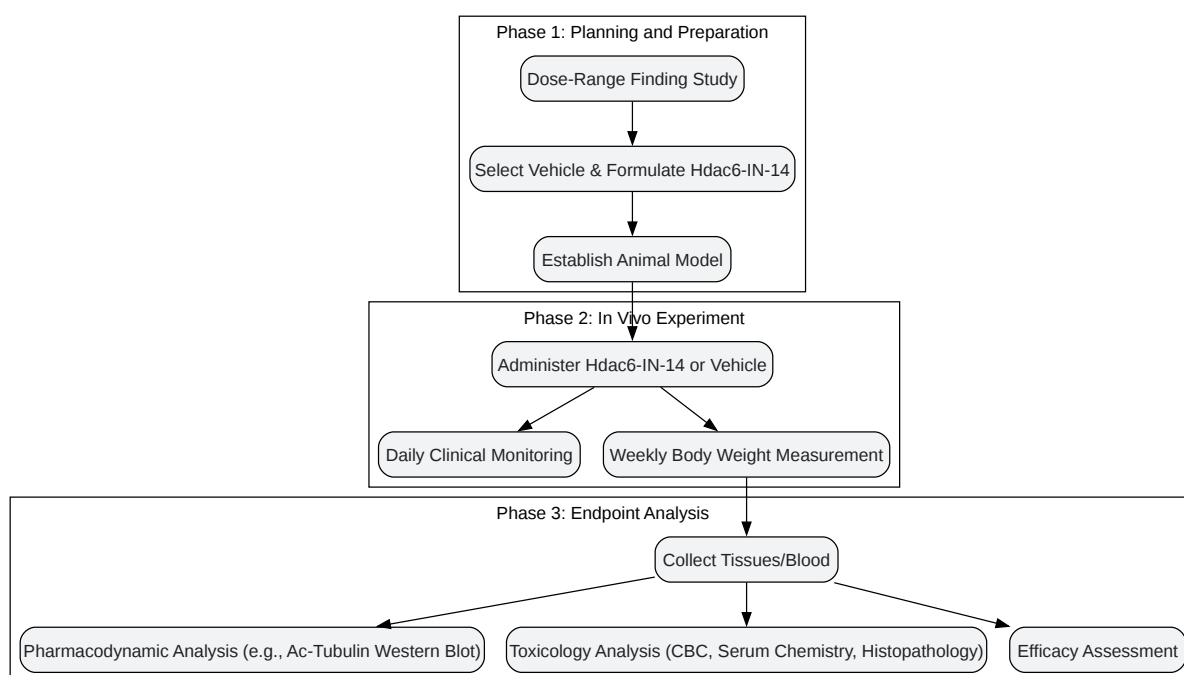 Phase 1: Planning and Preparation
Dose-Range Finding Study
Select Vehicle & Formulate Hdac6-IN-14
Establish Animal Model
Phase 2: In Vivo Experiment
Administer Hdac6-IN-14 or Vehicle
Daily Clinical Monitoring
Weekly Body Weight Measurement
Phase 3: Endpoint Analysis
Collect Tissues/Blood
Pharmacodynamic Analysis (e.g., Ac-Tubulin Western Blot)
Toxicology Analysis (CBC, Serum Chemistry, Histopathology)
Efficacy Assessment